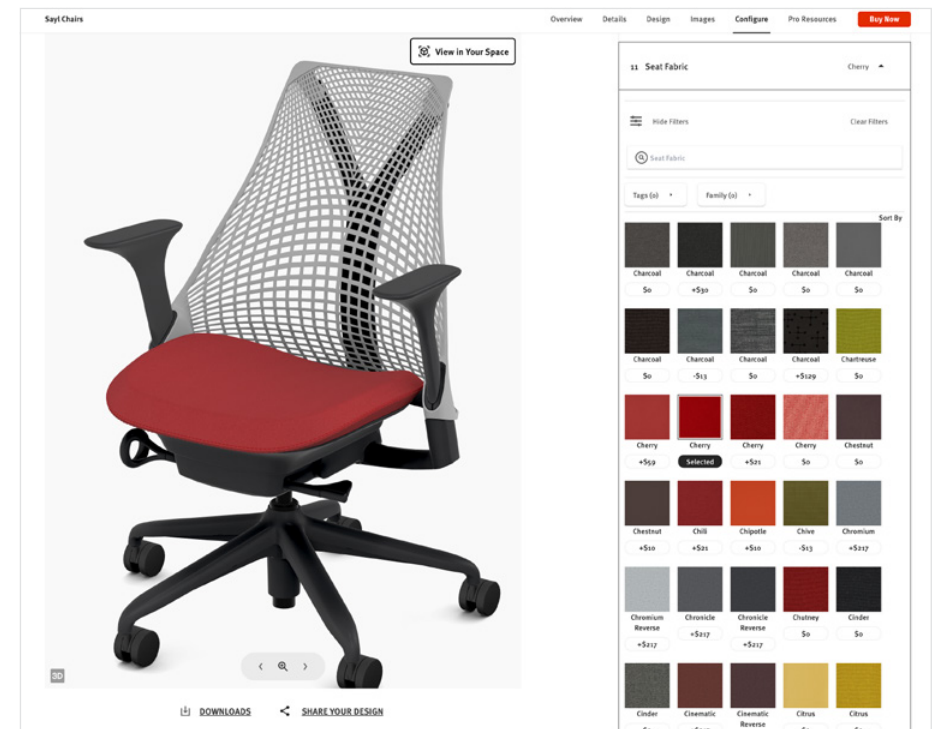 Sayl Chairs
Overview Details Design Images Configure Pro Resources Buy Now
View in Your Space
11 Seat Fabric Cherry
Hide Filters Clear Filters
Seat Fabric
Tags (0) Family (0)
Sort By
Charcoal Charcoal Charcoal Charcoal Charcoal
$0 +$30 $0 $0 $0
Charcoal Charcoal Charcoal Charcoal Chartreuse
$0 -$13 $0 +$129 $0
Cherry Cherry Cherry Cherry Chestnut
+$59 Selected +$21 $0 $0
Chestnut Chili Chipotle Chive Chromium
+$10 +$21 +$10 -$13 +$217
Chromium Reverse Chronicle Chronicle Reverse Chutney Cinder
+$217 +$217 +$217 $0 $0
Cinder Cinematic Cinematic Reverse Citrus Citrus
3D
DOWNLOADS SHARE YOUR DESIGN